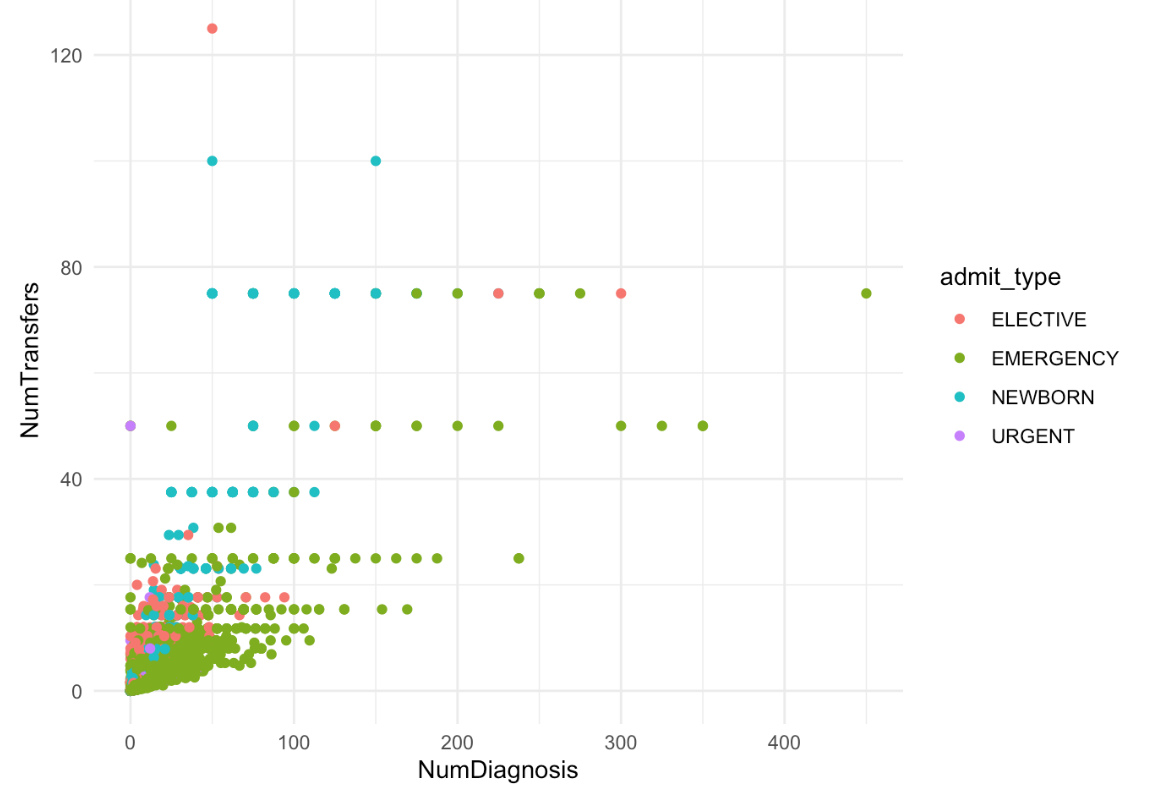 120
80
40
0
NumTransfers
0 100 200 300 400
NumDiagnosis
admit_type
ELECTIVE
EMERGENCY
NEWBORN
URGENT